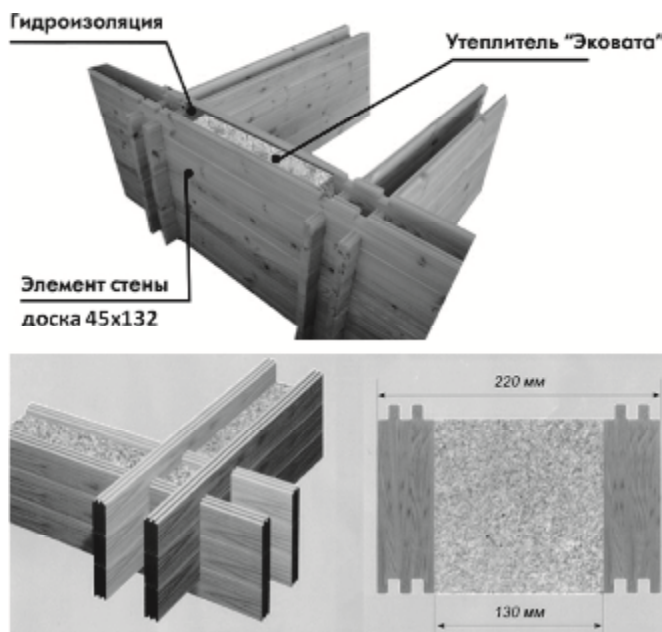 Гидроизоляция
Утеплитель "Эковата"
Элемент стены
доска 45x132
220 мм
130 мм